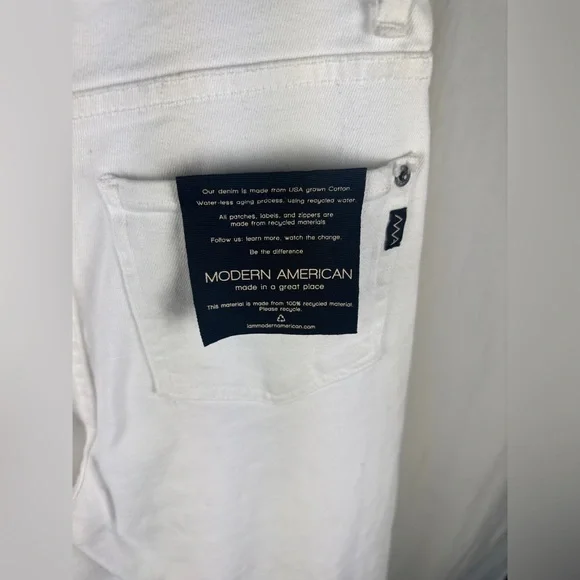 Our denim is made from USA grown Cotton.
Water-less aging process, using recycled water.
All patches, labels, and zippers are
made from recycled materials
Follow us: learn more, watch the change.
Be the difference
MODERN AMERICAN
made in a great place
This material is made from 100% recycled material.
Please recycle.
iammodernamerican.com